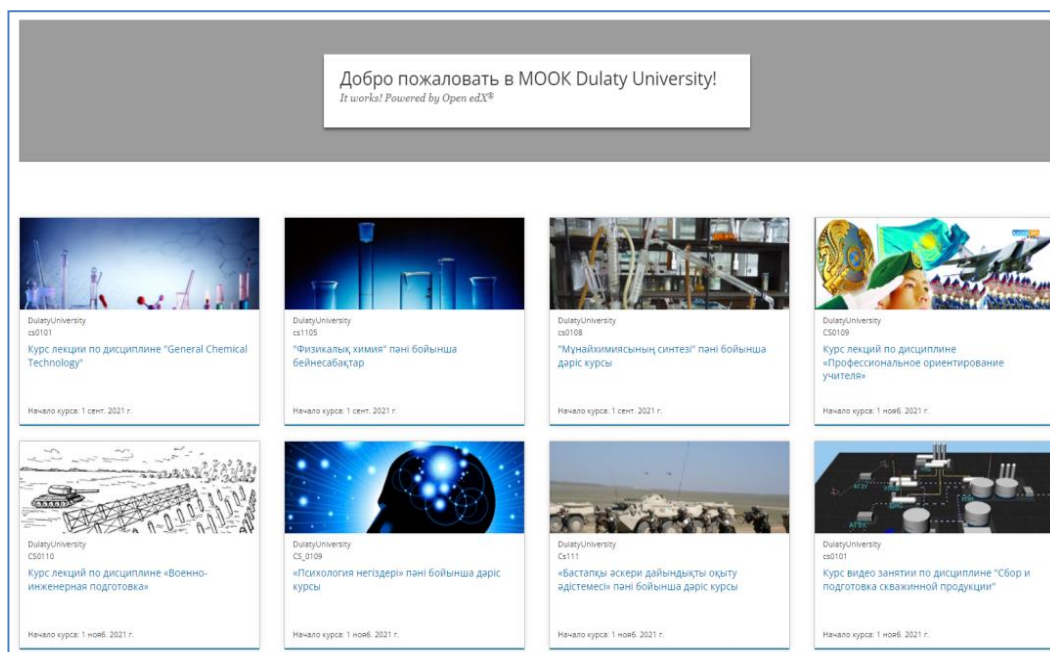 Добро пожаловать в МООК Dulaty University!
It works! Powered by Open edX®
DulatyUniversity
cs0101
Курс лекции по дисциплине "General Chemical
Technology"
Начало курса: 1 сент. 2021 г.
DulatyUniversity
cs1105
"Физикалық химия" пәні бойынша
бейнесабақтар
Начало курса: 1 сент. 2021 г.
DulatyUniversity
cs0108
"Мұнайхимиясының синтезі" пәні бойынша
дәріс курсы
Начало курса: 1 сент. 2021 г.
DulatyUniversity
CS0109
Курс лекций по дисциплине
«Профессиональное ориентирование
учителя»
Начало курса: 1 нояб. 2021 г.
DulatyUniversity
CS0110
Курс лекций по дисциплине «Военно-
инженерная подготовка»
Начало курса: 1 нояб. 2021 г.
DulatyUniversity
CS_0109
«Психология негіздері» пәні бойынша дәріс
курсы
Начало курса: 1 нояб. 2021 г.
DulatyUniversity
Cs111
«Бастапқы әскери дайындықты оқыту
әдістемесі» пәні бойынша дәріс курсы
Начало курса: 1 нояб. 2021 г.
DulatyUniversity
cs0101
Курс видео занятии по дисциплине "Сбор и
подготовка скважинной продукции"
Начало курса: 1 нояб. 2021 г.